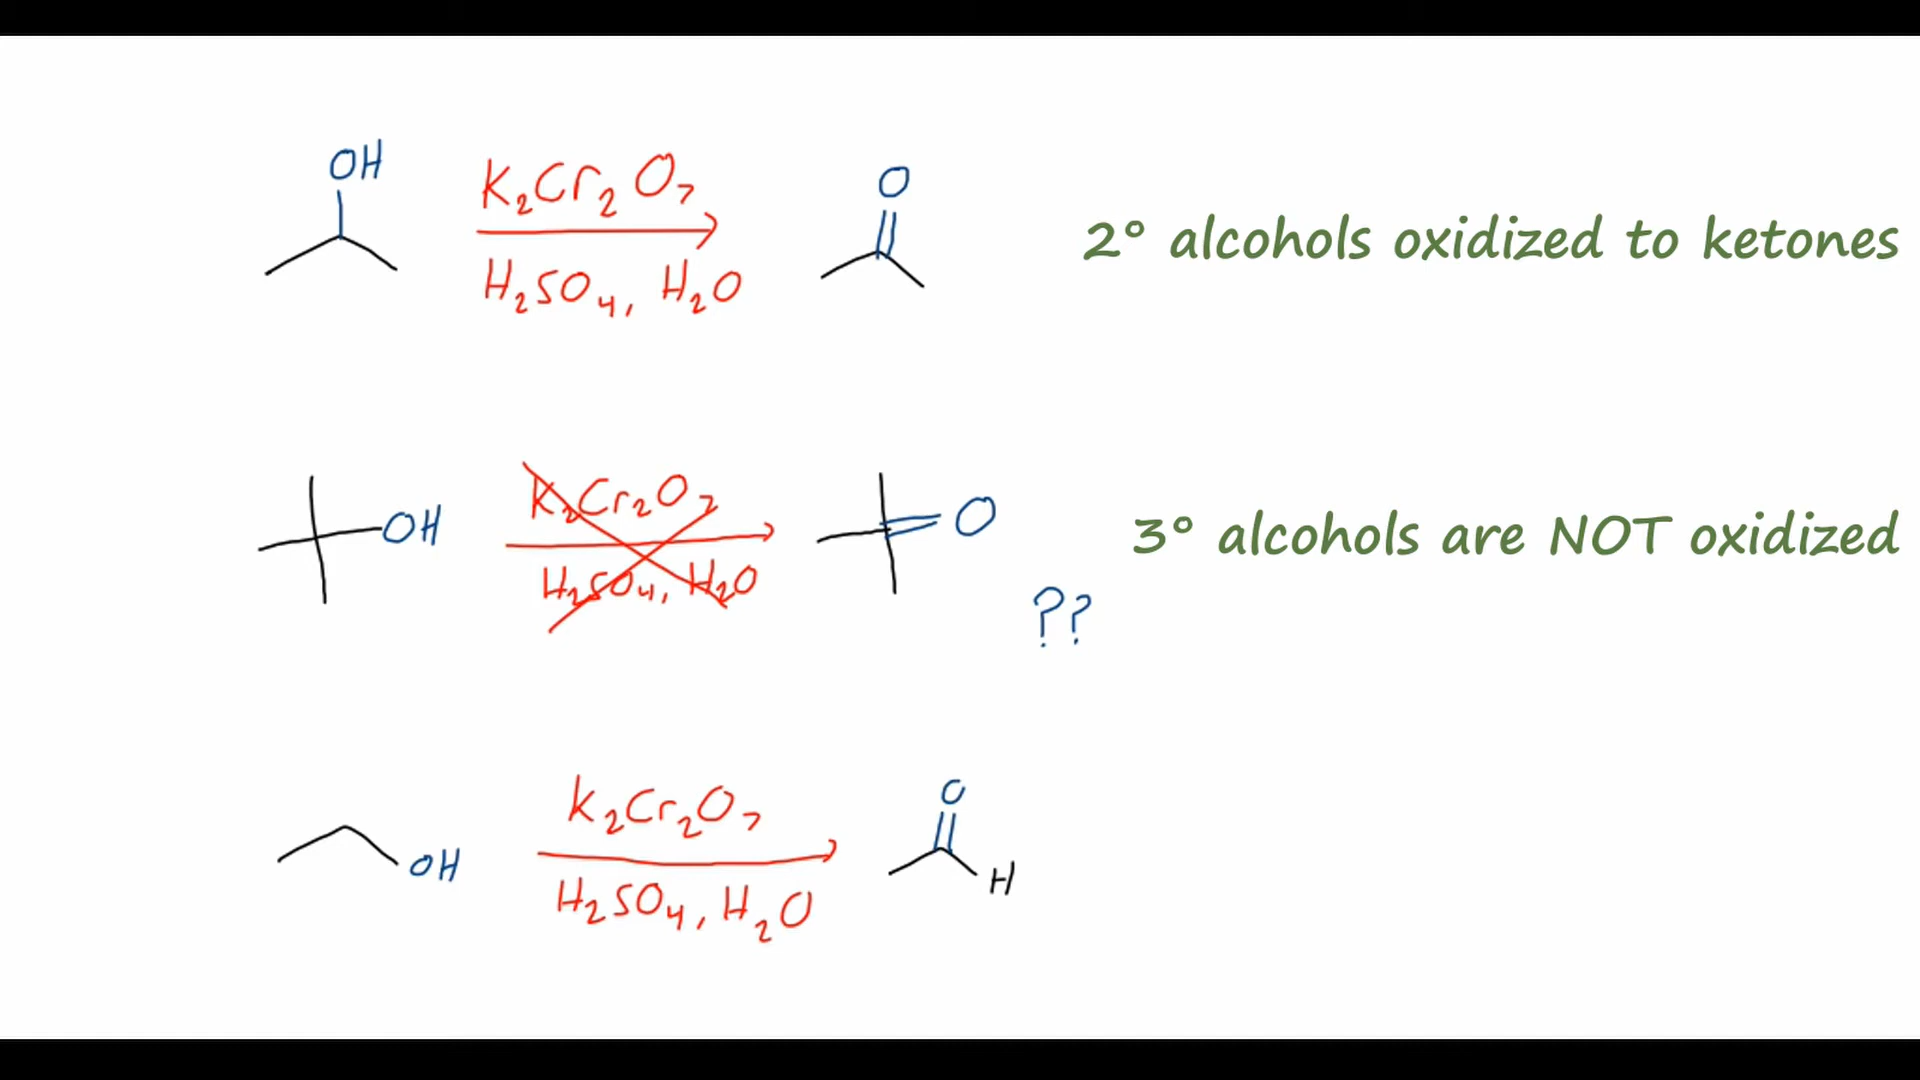 OH
K₂Cr₂O₇
H₂SO₄, H₂O
O
2° alcohols oxidized to ketones
OH
K₂Cr₂O₇
H₂SO₄, H₂O
O
??
3° alcohols are NOT oxidized
OH
K₂Cr₂O₇
H₂SO₄, H₂O
O
H